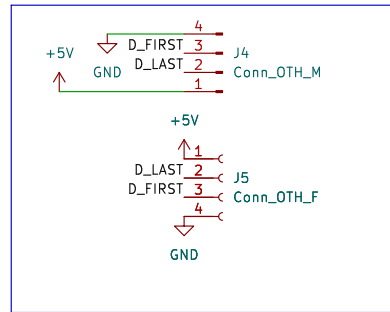 4
D_FIRST 3 J4
+5V
D_LAST 2 Conn_OTH_M
GND
1
+5V
1
D_LAST 2 J5
D_FIRST 3 Conn_OTH_F
4
GND